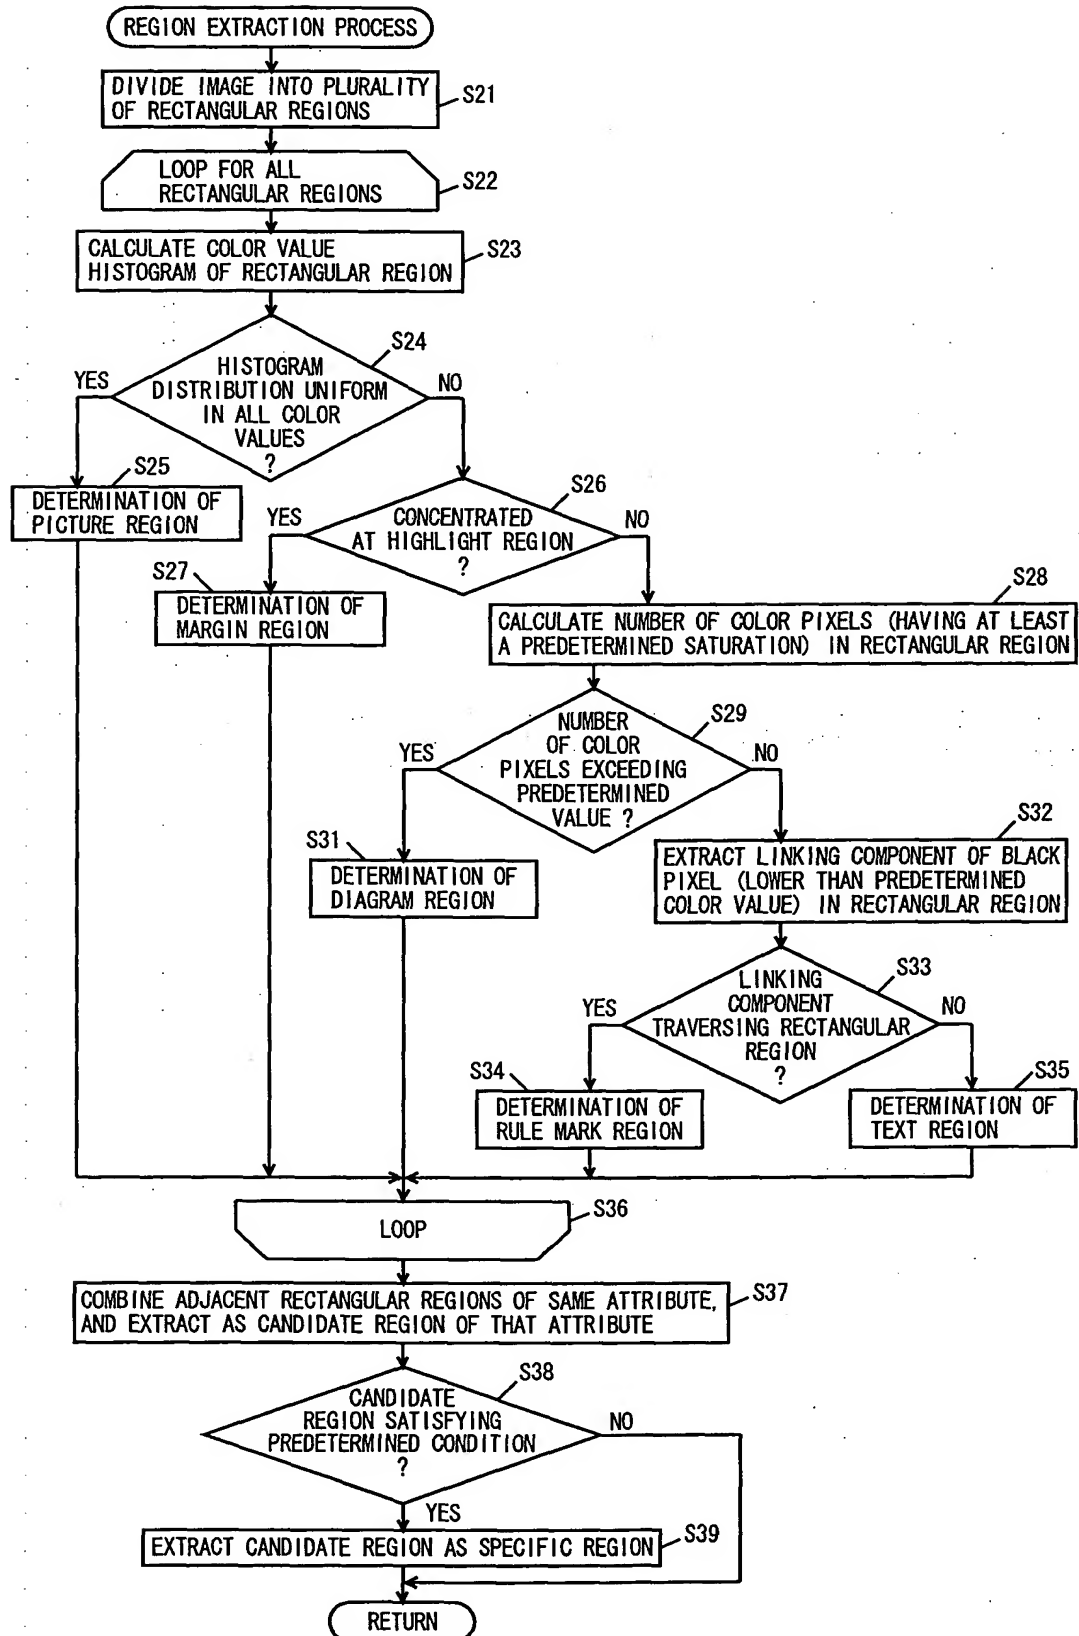 REGION EXTRACTION PROCESS
DIVIDE IMAGE INTO PLURALITY
OF RECTANGULAR REGIONS
S21
LOOP FOR ALL
RECTANGULAR REGIONS
S22
CALCULATE COLOR VALUE
HISTOGRAM OF RECTANGULAR REGION
S23
S24
HISTOGRAM
DISTRIBUTION UNIFORM
IN ALL COLOR
VALUES
?
YES
NO
S25
DETERMINATION OF
PICTURE REGION
S26
CONCENTRATED
AT HIGHLIGHT REGION
?
YES
NO
S27
DETERMINATION OF
MARGIN REGION
S28
CALCULATE NUMBER OF COLOR PIXELS (HAVING AT LEAST
A PREDETERMINED SATURATION) IN RECTANGULAR REGION
S29
NUMBER
OF COLOR
PIXELS EXCEEDING
PREDETERMINED
VALUE ?
YES
NO
S31
DETERMINATION OF
DIAGRAM REGION
S32
EXTRACT LINKING COMPONENT OF BLACK
PIXEL (LOWER THAN PREDETERMINED
COLOR VALUE) IN RECTANGULAR REGION
S33
LINKING
COMPONENT
TRAVERSING RECTANGULAR
REGION
?
YES
NO
S34
DETERMINATION OF
RULE MARK REGION
S35
DETERMINATION OF
TEXT REGION
LOOP
S36
COMBINE ADJACENT RECTANGULAR REGIONS OF SAME ATTRIBUTE,
AND EXTRACT AS CANDIDATE REGION OF THAT ATTRIBUTE
S37
S38
CANDIDATE
REGION SATISFYING
PREDETERMINED CONDITION
?
NO
YES
EXTRACT CANDIDATE REGION AS SPECIFIC REGION
S39
RETURN